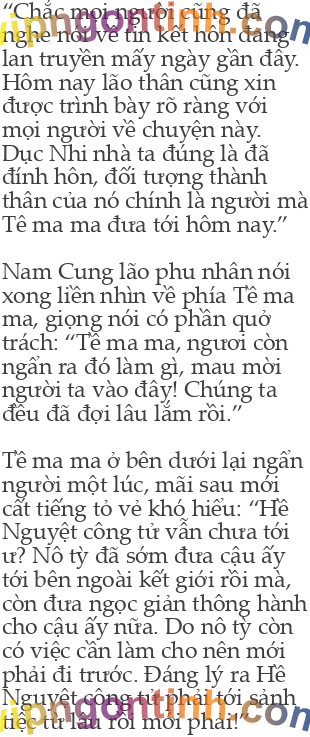 “Chắc mọi người cũng đã
nghe nói về tin kết hôn đang
lan truyền mấy ngày gần đây.
Hôm nay lão thân cũng xin
được trình bày rõ ràng với
mọi người về chuyện này.
Dục Nhi nhà ta đúng là đã
đính hôn, đối tượng thành
thân của nó chính là người mà
Tê ma ma đưa tới hôm nay.”
Nam Cung lão phu nhân nói
xong liền nhìn về phía Tề ma
ma, giọng nói có phần quở
trách: “Tề ma ma, ngươi còn
ngẩn ra đó làm gì, mau mời
người ta vào đây! Chúng ta
đều đã đợi lâu lắm rồi.”
Tề ma ma ở bên dưới lại ngẩn
người một lúc, mãi sau mới
cất tiếng tỏ vẻ khó hiểu: “Hề
Nguyệt công tử vẫn chưa tới
ư? Nô tỳ đã sớm đưa cậu ấy
tới bên ngoài kết giới rồi mà,
còn đưa ngọc giản thông hành
cho cậu ấy nữa. Do nô tỳ còn
có việc cần làm cho nên mới
phải đi trước. Đáng lý ra Hề
Nguyệt công tử phải tới sảnh
tiệc từ lâu rồi mới phải!”
vipngontinh.com
vipngontinh.com